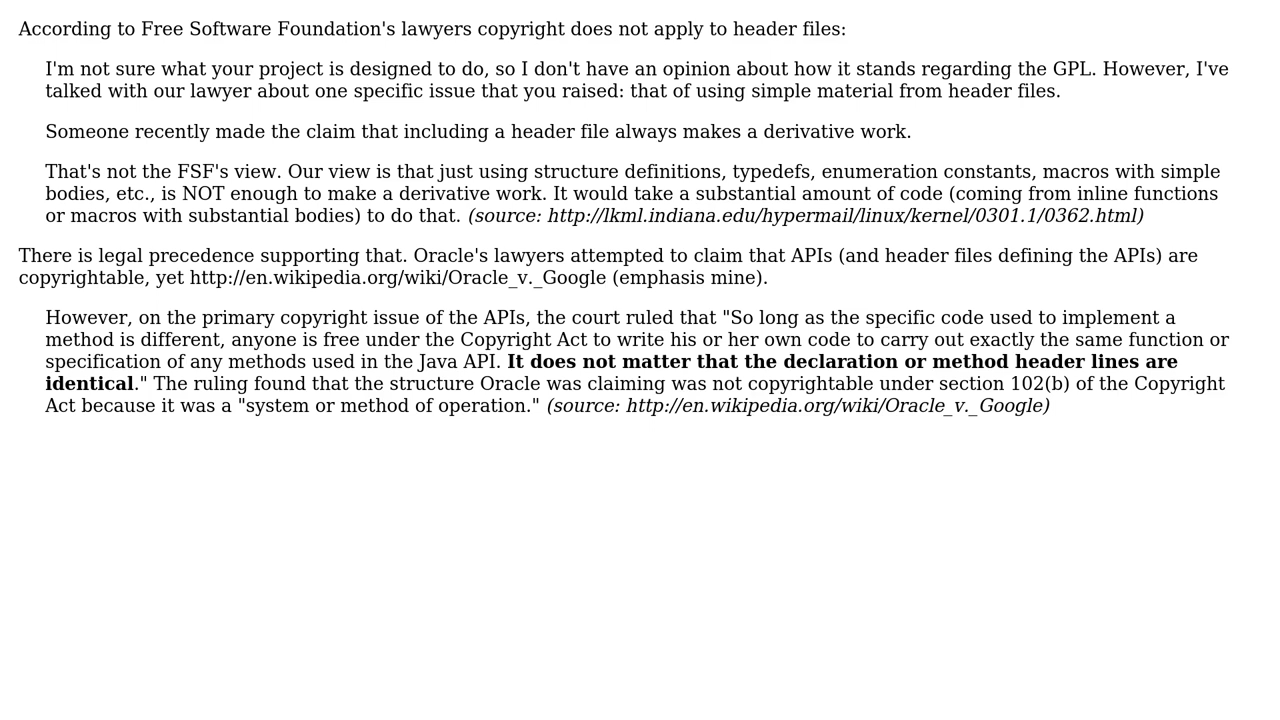 According to Free Software Foundation's lawyers copyright does not apply to header files:
I'm not sure what your project is designed to do, so I don't have an opinion about how it stands regarding the GPL. However, I've
talked with our lawyer about one specific issue that you raised: that of using simple material from header files.
Someone recently made the claim that including a header file always makes a derivative work.
That's not the FSF's view. Our view is that just using structure definitions, typedefs, enumeration constants, macros with simple
bodies, etc., is NOT enough to make a derivative work. It would take a substantial amount of code (coming from inline functions
or macros with substantial bodies) to do that. (source: http://lkml.indiana.edu/hypermail/linux/kernel/0301.1/0362.html)
There is legal precedence supporting that. Oracle's lawyers attempted to claim that APIs (and header files defining the APIs) are
copyrightable, yet http://en.wikipedia.org/wiki/Oracle_v._Google (emphasis mine).
However, on the primary copyright issue of the APIs, the court ruled that "So long as the specific code used to implement a
method is different, anyone is free under the Copyright Act to write his or her own code to carry out exactly the same function or
specification of any methods used in the Java API. It does not matter that the declaration or method header lines are
identical." The ruling found that the structure Oracle was claiming was not copyrightable under section 102(b) of the Copyright
Act because it was a "system or method of operation." (source: http://en.wikipedia.org/wiki/Oracle_v._Google)